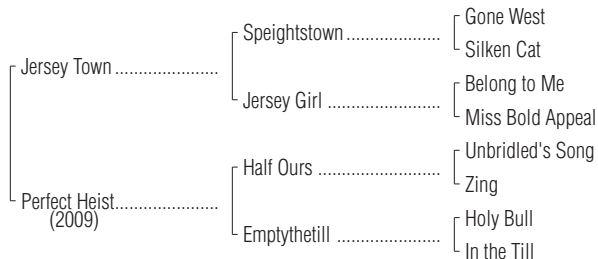 Gone West
Speightstown ....................
Silken Cat
Jersey Town ......................
Belong to Me
Jersey Girl ........................
Miss Bold Appeal
Unbridled's Song
Half Ours ..........................
Zing
Perfect Heist......................
(2009)
Holy Bull
Emptythetill ......................
In the Till